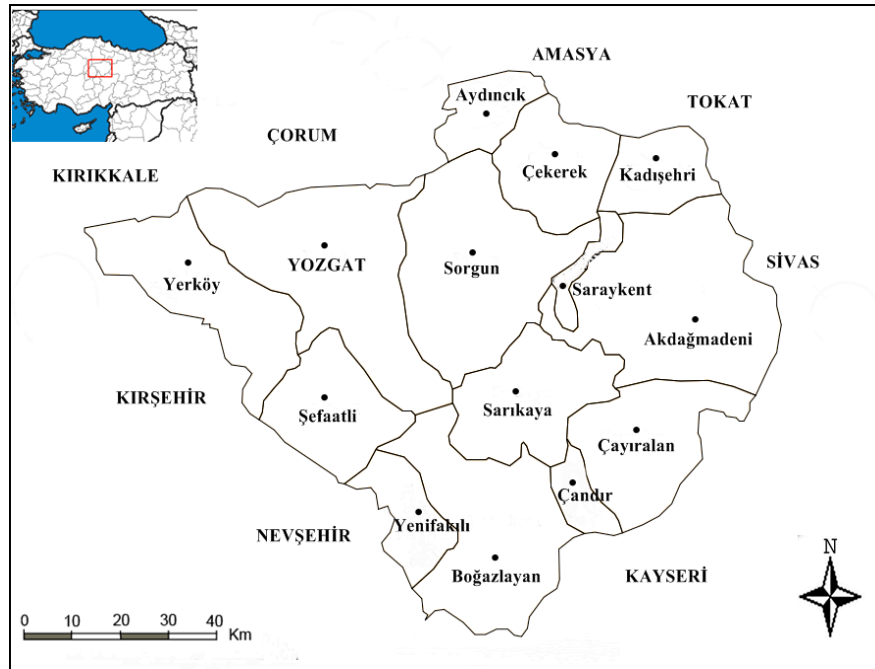 AMASYA
Aydıncık
TOKAT
ÇORUM
KIRIKKALE
Çekerek
Kadışehri
YOZGAT
Sorgun
SİVAS
Yerköy
Saraykent
Akdağmadeni
KIRŞEHİR
Şefaatli
Sarıkaya
Çayıralan
Çandır
NEVŞEHİR
Yenifakılı
Boğazlayan
KAYSERİ
N
0 10 20 30 40
Km